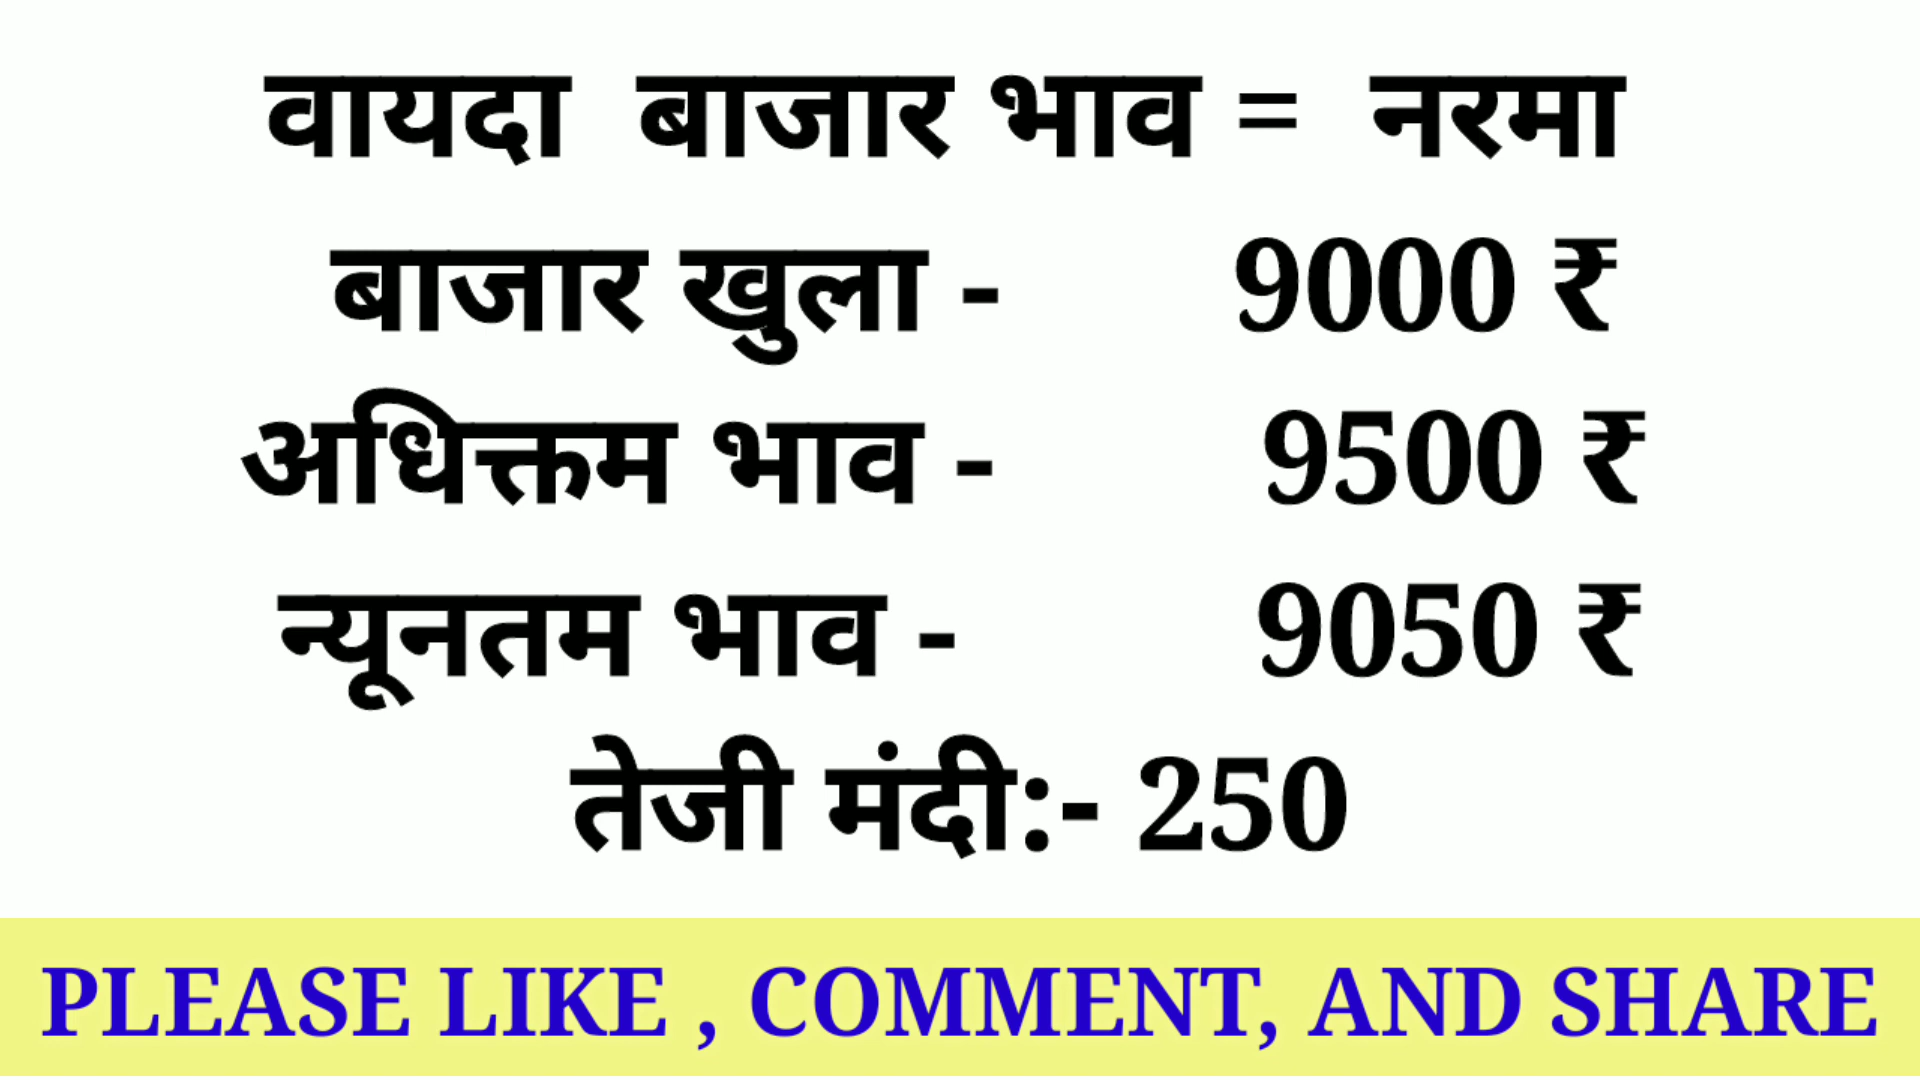 वायदा बाजार भाव = नरमा
बाजार खुला - 9000 ₹
अधिक्तम भाव - 9500 ₹
न्यूनतम भाव - 9050 ₹
तेजी मंदी:- 250
PLEASE LIKE , COMMENT, AND SHARE